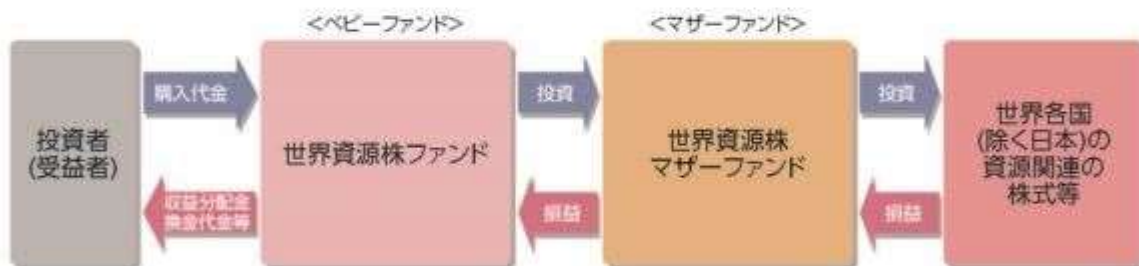 <ベビーファンド>
<マザーファンド>
投資者
(受益者)
購入代金
収益分配金
換金代金等
世界資源株ファンド
投資
損益
世界資源株
マザーファンド
投資
損益
世界各国
(除く日本)の
資源関連の
株式等